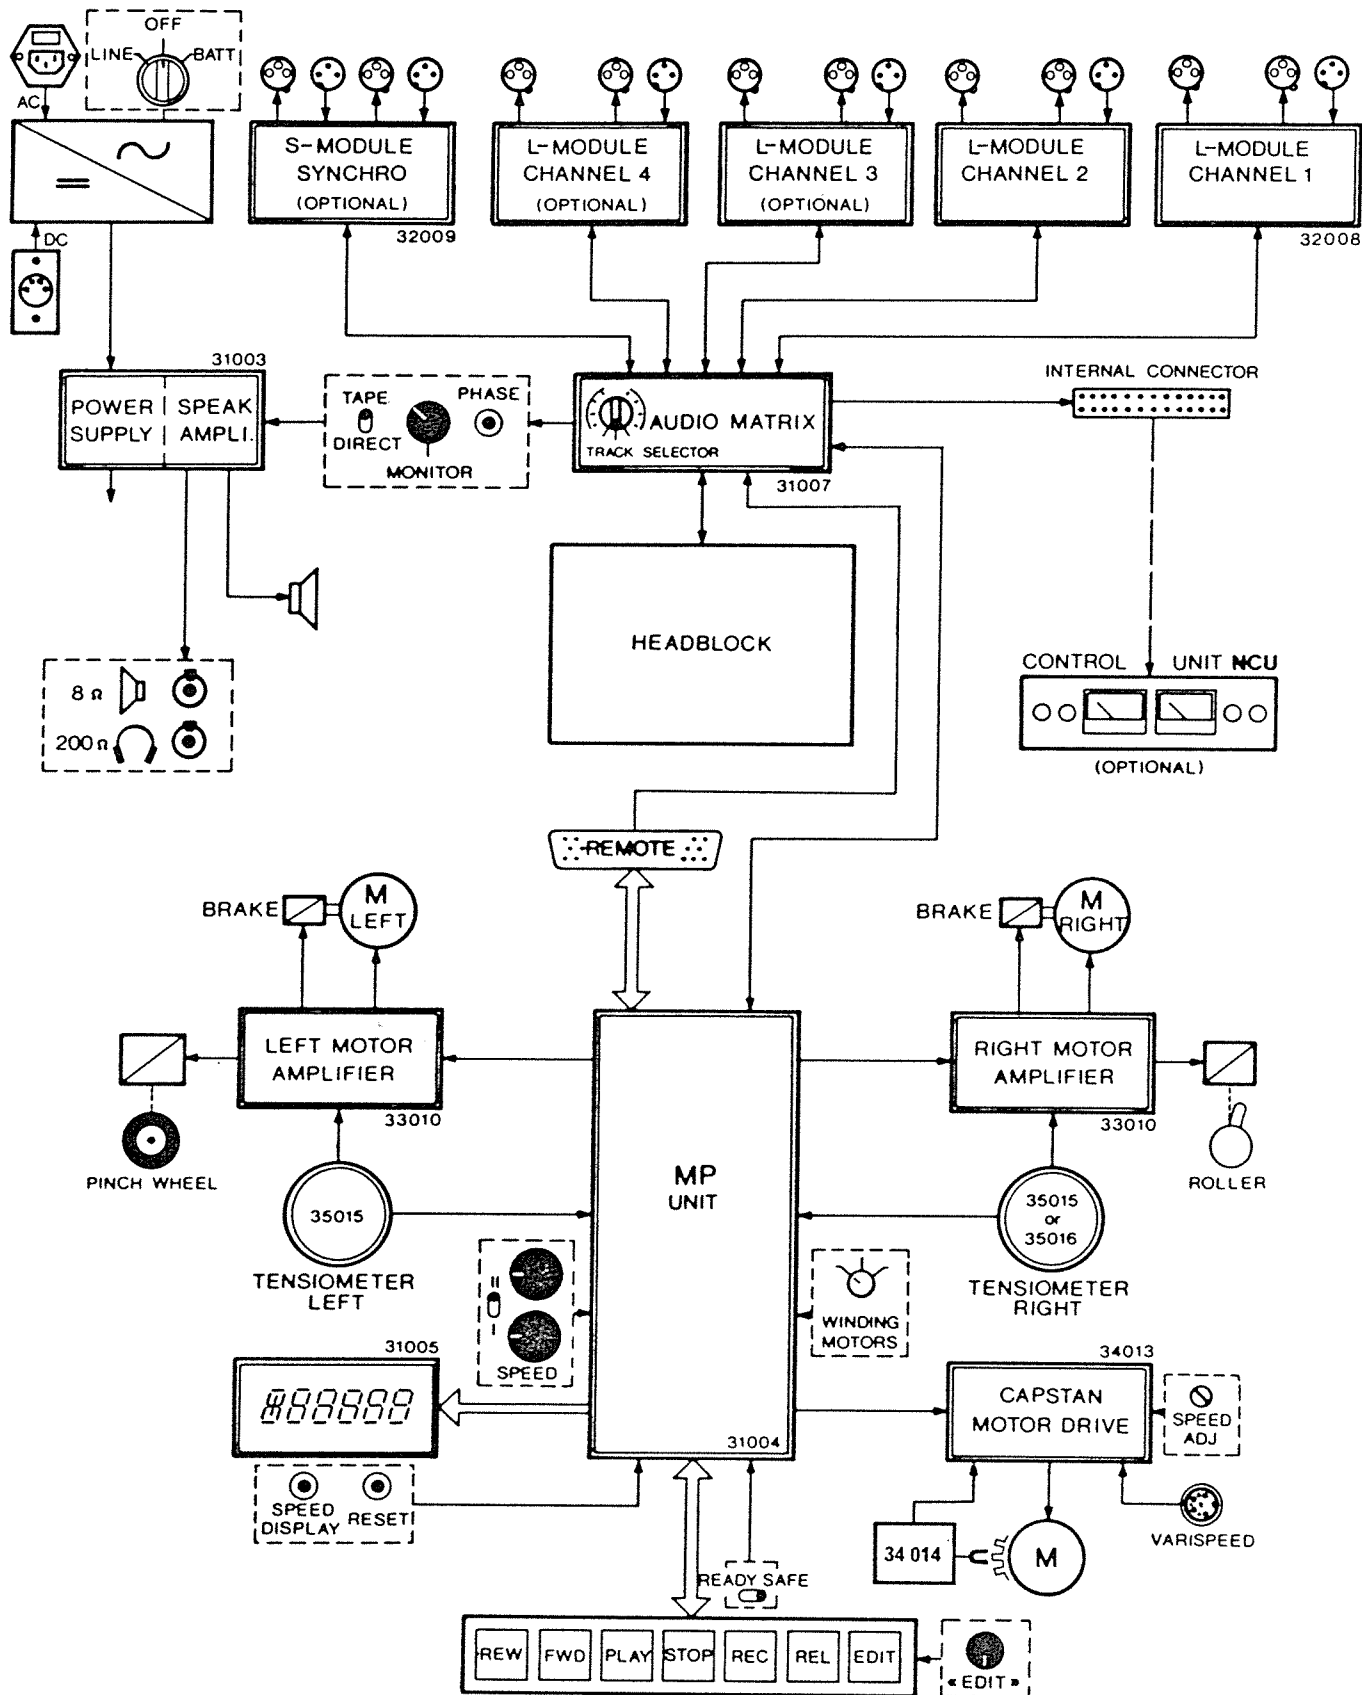 OFF
LINE
BATT
AC
DC
S-MODULE
SYNCHRO
(OPTIONAL)
32009
L-MODULE
CHANNEL 4
(OPTIONAL)
L-MODULE
CHANNEL 3
(OPTIONAL)
L-MODULE
CHANNEL 2
L-MODULE
CHANNEL 1
32008
31003
POWER
SUPPLY
SPEAK
AMPLI.
TAPE
DIRECT
PHASE
MONITOR
AUDIO MATRIX
TRACK SELECTOR
31007
INTERNAL CONNECTOR
HEADBLOCK
8 Ω
200 Ω
CONTROL UNIT NCU
(OPTIONAL)
REMOTE
BRAKE
M
LEFT
BRAKE
M
RIGHT
LEFT MOTOR
AMPLIFIER
33010
RIGHT MOTOR
AMPLIFIER
33010
PINCH WHEEL
ROLLER
MP
UNIT
31004
35015
TENSIOMETER
LEFT
35015
or
35016
TENSIOMETER
RIGHT
II
I
SPEED
WINDING
MOTORS
31005
SPEED
DISPLAY
RESET
34013
CAPSTAN
MOTOR DRIVE
SPEED
ADJ
34 014
M
VARISPEED
READY SAFE
REW
FWD
PLAY
STOP
REC
REL
EDIT
« EDIT »